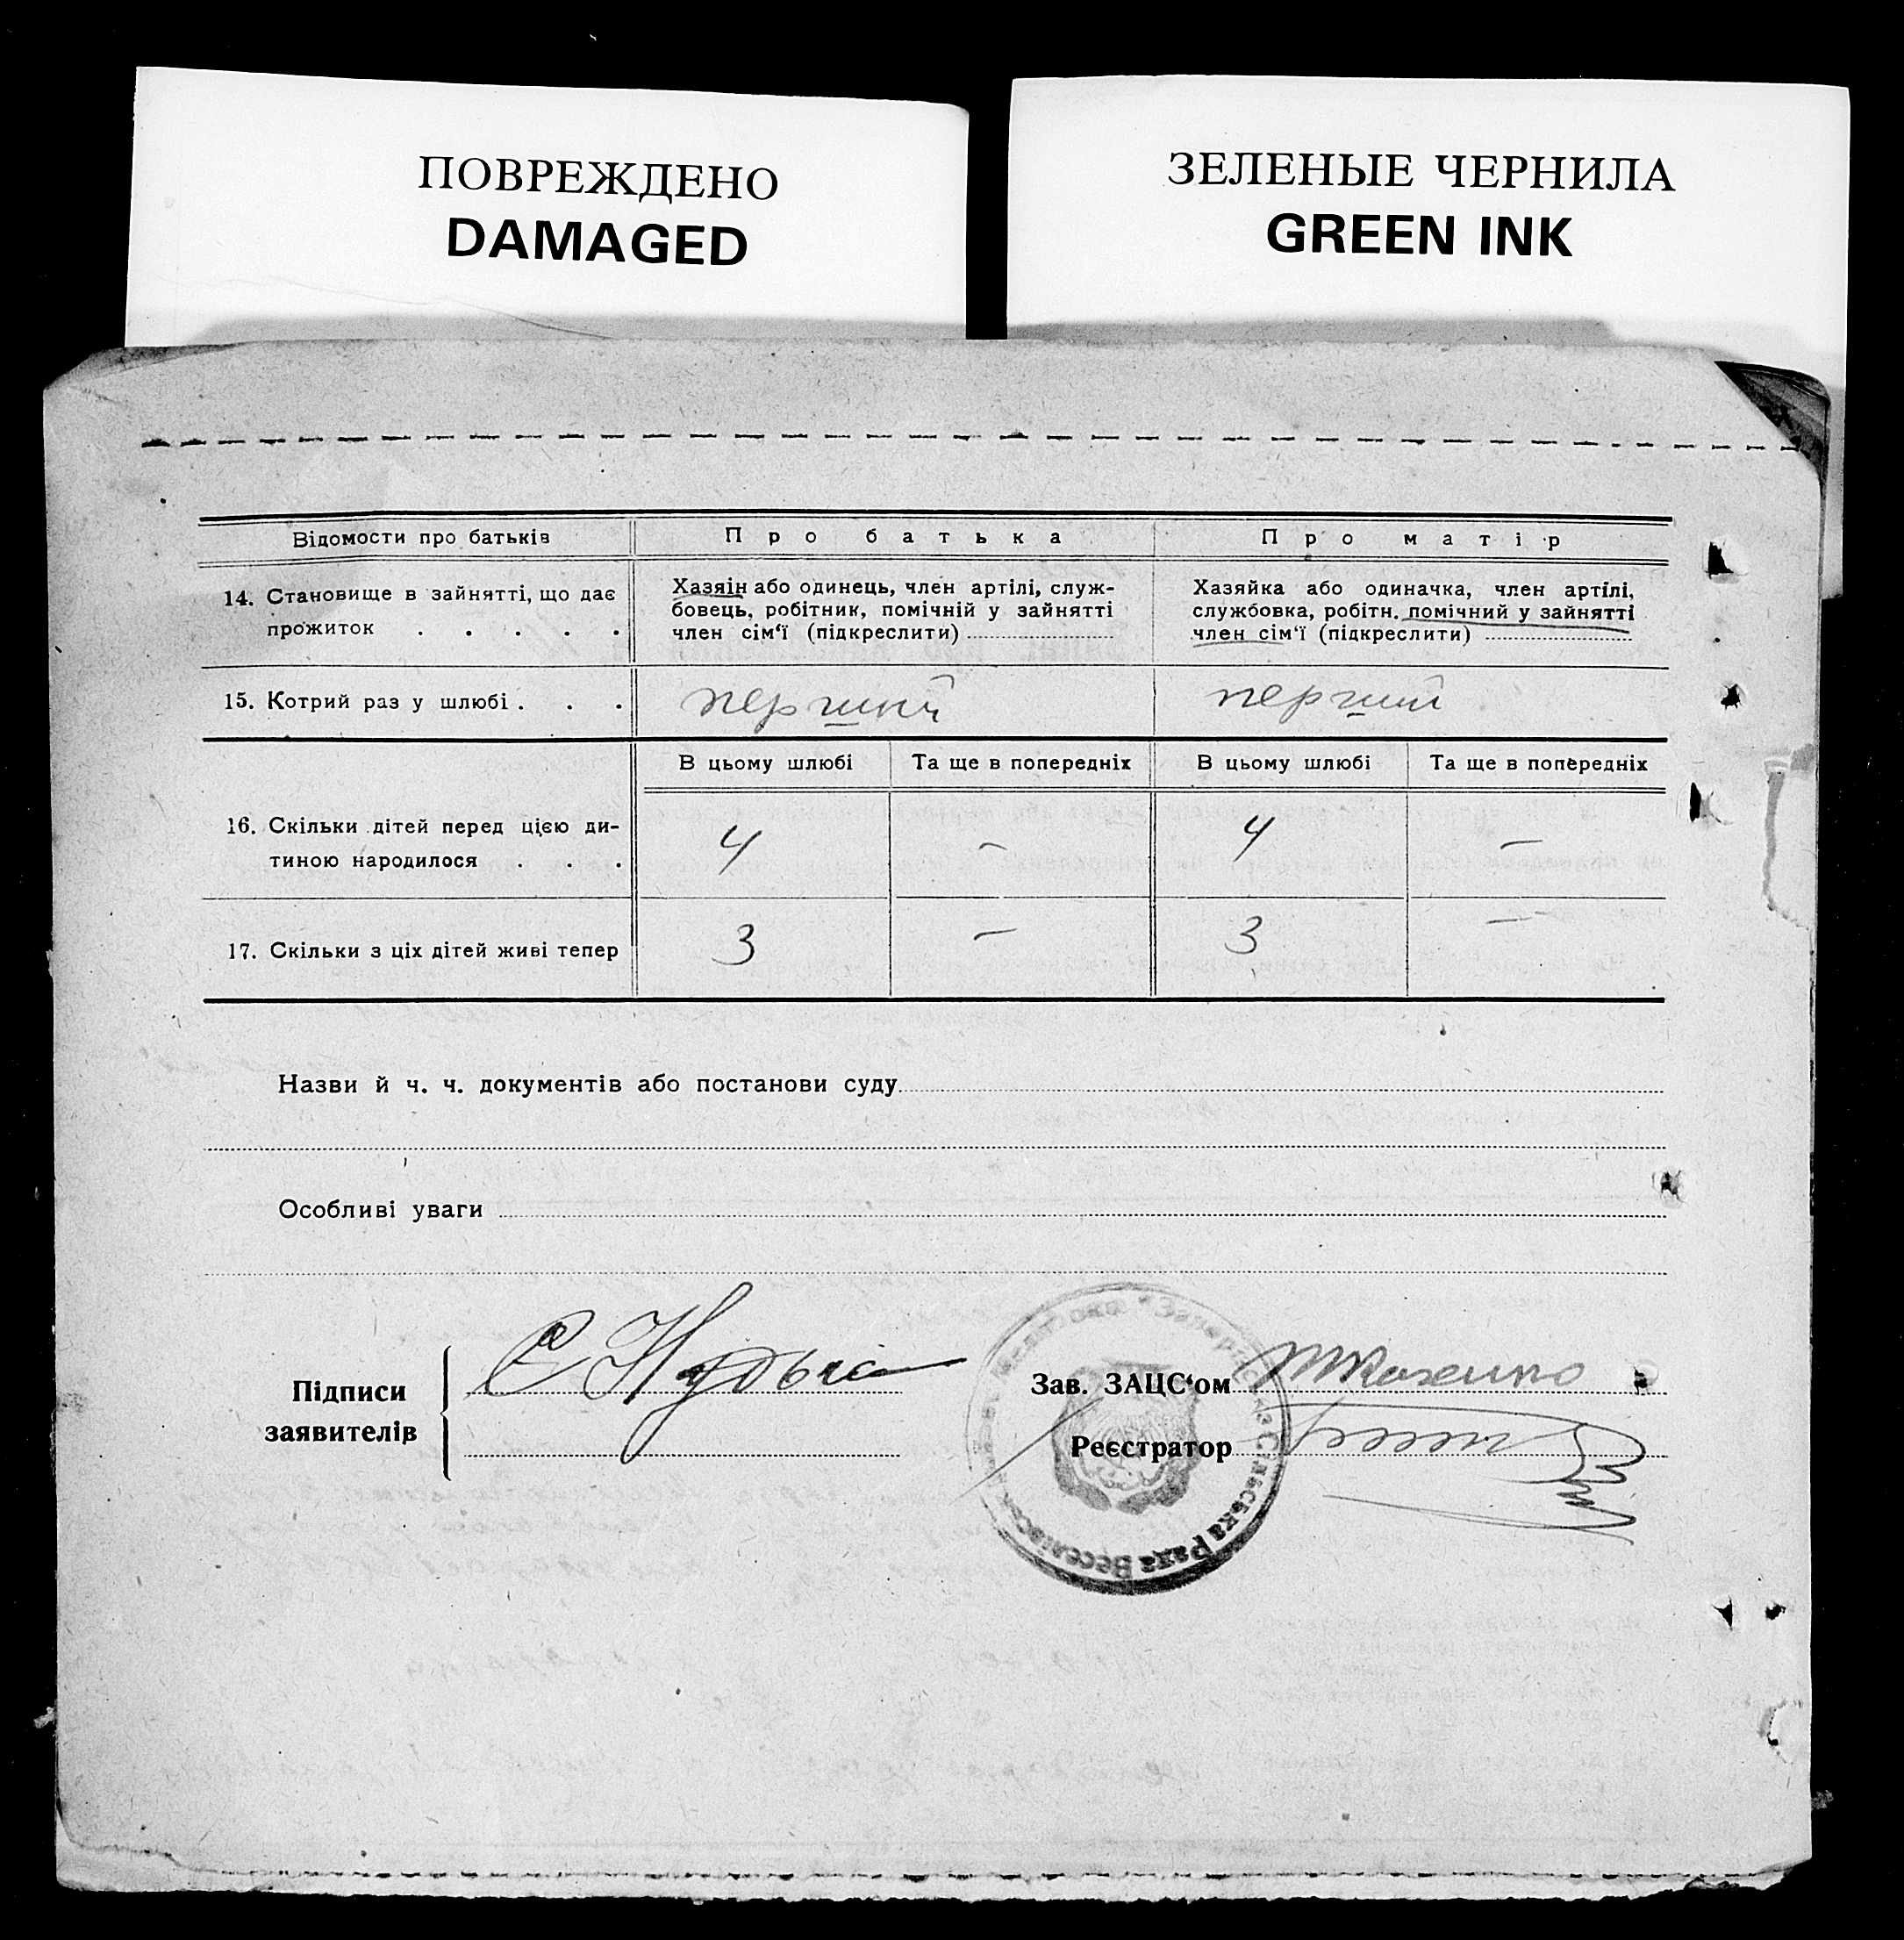 ПОВРЕЖДЕНО
DAMAGED
ЗЕЛЕНЫЕ ЧЕРНИЛА
GREEN INK
Відомости про батьків
Про батька
Про матір
14. Становище в зайнятті, що дає
прожиток . . . . .
Хазяін або одинець, член артілі, служ-
бовець, робітник, помічній у зайнятті
член сім‘ї (підкреслити)
Хазяйка або одиначка, член артілі,
службовка, робітн. помічний у зайнятті
член сім‘ї (підкреслити)
15. Котрий раз у шлюбі . . .
перший
перший
В цьому шлюбі
Та ще в попередніх
В цьому шлюбі
Та ще в попередніх
16. Скільки дітей перед цією ди-
тиною народилося . . .
4 – 4 –
17. Скільки з ціх дітей живі тепер
3 – 3 –
Назви й ч. ч. документів або постанови суду
Особливі уваги
Підписи
заявителів
Зав. ЗАЦС‘ом
Реєстратор
Сільська Рада